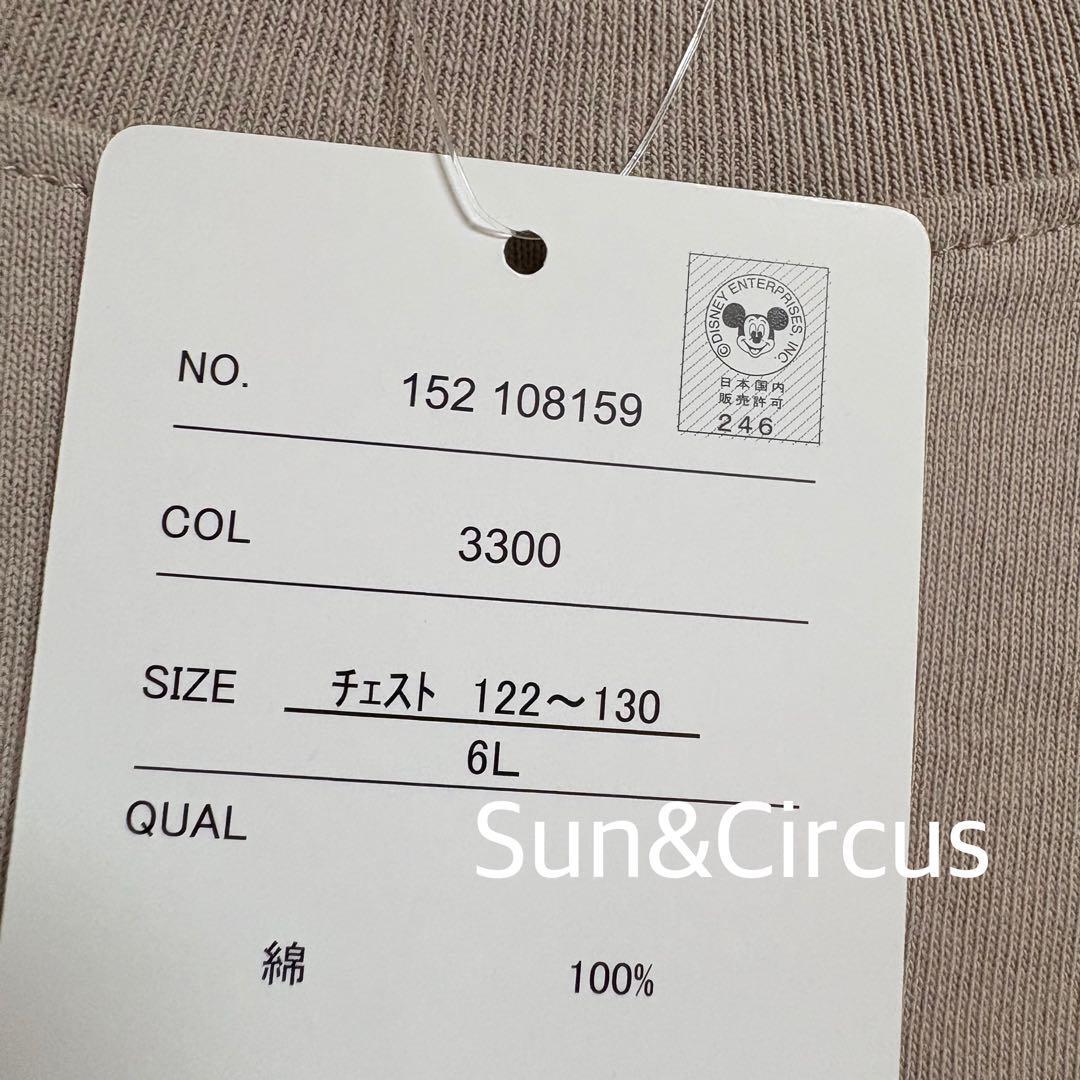 ©DISNEY ENTERPRISES, INC.
日本国内
販売許可
246
NO. 152 108159
COL 3300
SIZE チェスト 122～130
6L
QUAL
Sun&Circus
綿 100%